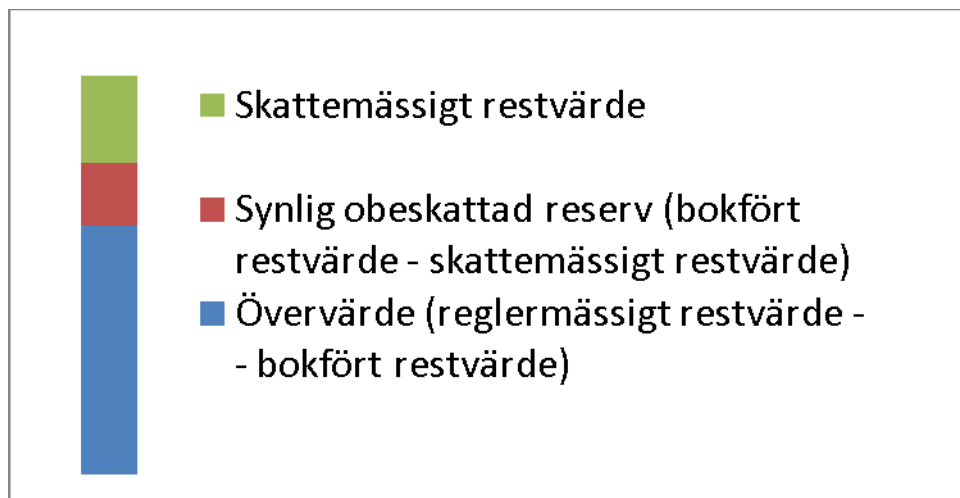 Skattemässigt restvärde
Synlig obeskattad reserv (bokfört
restvärde - skattemässigt restvärde)
Övervärde (reglermässigt restvärde -
- bokfört restvärde)